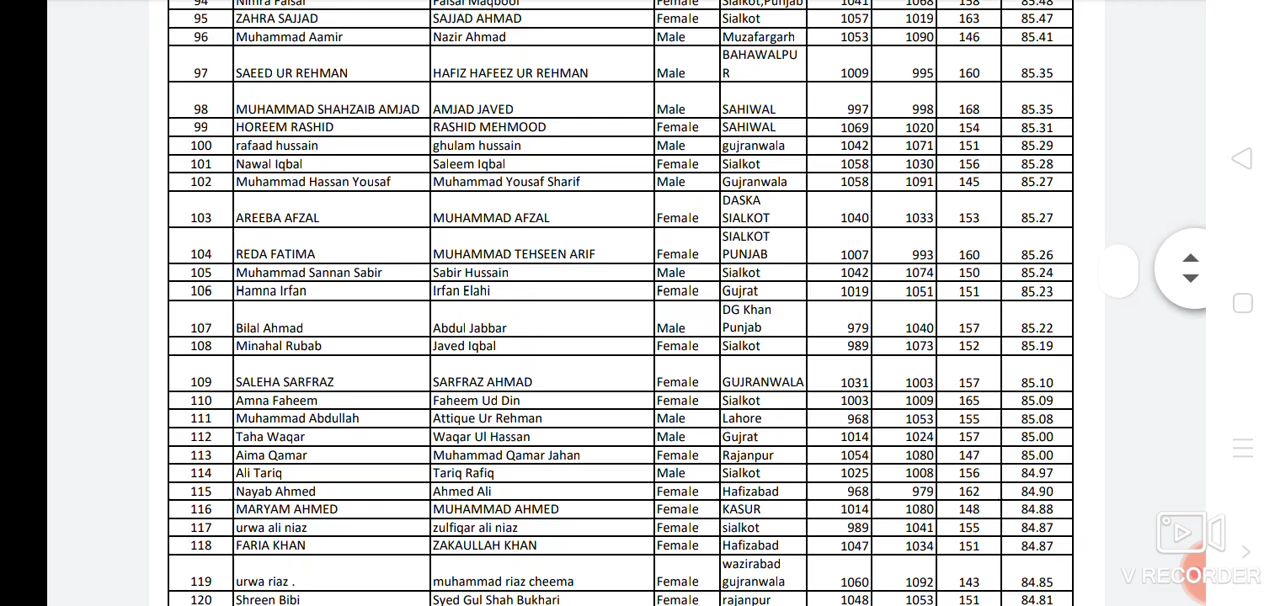 94 Nimra Faisal Faisal Maqbool Female Sialkot,Punjab 1041 1068 158 85.48
95 ZAHRA SAJJAD SAJJAD AHMAD Female Sialkot 1057 1019 163 85.47
96 Muhammad Aamir Nazir Ahmad Male Muzafargarh 1053 1090 146 85.41
BAHAWALPU
97 SAEED UR REHMAN HAFIZ HAFEEZ UR REHMAN Male R 1009 995 160 85.35
98 MUHAMMAD SHAHZAIB AMJAD AMJAD JAVED Male SAHIWAL 997 998 168 85.35
99 HOREEM RASHID RASHID MEHMOOD Female SAHIWAL 1069 1020 154 85.31
100 rafaad hussain ghulam hussain Male gujranwala 1042 1071 151 85.29
101 Nawal Iqbal Saleem Iqbal Female Sialkot 1058 1030 156 85.28
102 Muhammad Hassan Yousaf Muhammad Yousaf Sharif Male Gujranwala 1058 1091 145 85.27
DASKA
103 AREEBA AFZAL MUHAMMAD AFZAL Female SIALKOT 1040 1033 153 85.27
SIALKOT
104 REDA FATIMA MUHAMMAD TEHSEEN ARIF Female PUNJAB 1007 993 160 85.26
105 Muhammad Sannan Sabir Sabir Hussain Male Sialkot 1042 1074 150 85.24
106 Hamna Irfan Irfan Elahi Female Gujrat 1019 1051 151 85.23
DG Khan
107 Bilal Ahmad Abdul Jabbar Male Punjab 979 1040 157 85.22
108 Minahal Rubab Javed Iqbal Female Sialkot 989 1073 152 85.19
109 SALEHA SARFRAZ SARFRAZ AHMAD Female GUJRANWALA 1031 1003 157 85.10
110 Amna Faheem Faheem Ud Din Female Sialkot 1003 1009 165 85.09
111 Muhammad Abdullah Attique Ur Rehman Male Lahore 968 1053 155 85.08
112 Taha Waqar Waqar Ul Hassan Male Gujrat 1014 1024 157 85.00
113 Aima Qamar Muhammad Qamar Jahan Female Rajanpur 1054 1080 147 85.00
114 Ali Tariq Tariq Rafiq Male Sialkot 1025 1008 156 84.97
115 Nayab Ahmed Ahmed Ali Female Hafizabad 968 979 162 84.90
116 MARYAM AHMED MUHAMMAD AHMED Female KASUR 1014 1080 148 84.88
117 urwa ali niaz zulfiqar ali niaz Female sialkot 989 1041 155 84.87
118 FARIA KHAN ZAKAULLAH KHAN Female Hafizabad 1047 1034 151 84.87
wazirabad
119 urwa riaz . muhammad riaz cheema Female gujranwala 1060 1092 143 84.85
120 Shreen Bibi Syed Gul Shah Bukhari Female rajanpur 1048 1053 151 84.81
V RECORDER